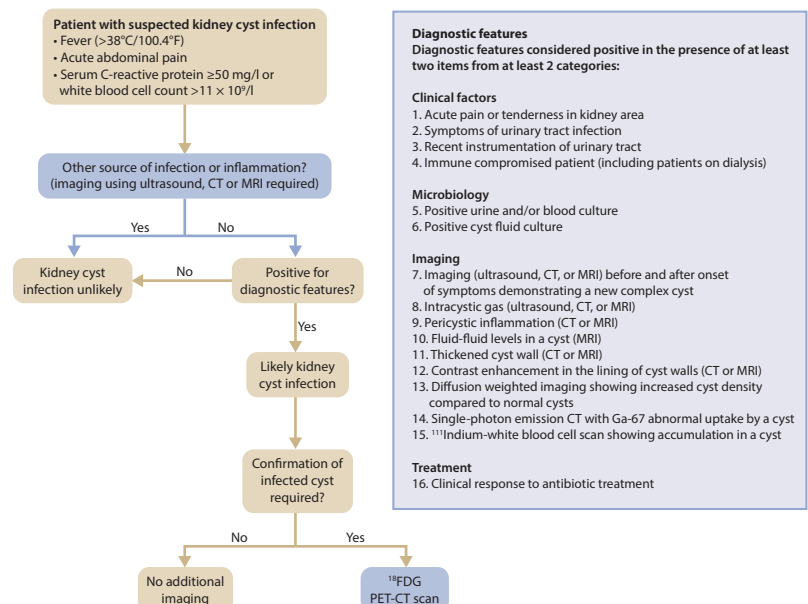 Patient with suspected kidney cyst infection
• Fever (>38°C/100.4°F)
• Acute abdominal pain
• Serum C-reactive protein ≥50 mg/l or
white blood cell count >11 × 10⁹/l
Other source of infection or inflammation?
(imaging using ultrasound, CT or MRI required)
Yes
No
Kidney cyst
infection unlikely
No
Positive for
diagnostic features?
Yes
Likely kidney
cyst infection
Confirmation of
infected cyst
required?
No
Yes
No additional
imaging
¹⁸FDG
PET-CT scan
Diagnostic features
Diagnostic features considered positive in the presence of at least
two items from at least 2 categories:
Clinical factors
1. Acute pain or tenderness in kidney area
2. Symptoms of urinary tract infection
3. Recent instrumentation of urinary tract
4. Immune compromised patient (including patients on dialysis)
Microbiology
5. Positive urine and/or blood culture
6. Positive cyst fluid culture
Imaging
7. Imaging (ultrasound, CT, or MRI) before and after onset
of symptoms demonstrating a new complex cyst
8. Intracystic gas (ultrasound, CT, or MRI)
9. Pericystic inflammation (CT or MRI)
10. Fluid-fluid levels in a cyst (MRI)
11. Thickened cyst wall (CT or MRI)
12. Contrast enhancement in the lining of cyst walls (CT or MRI)
13. Diffusion weighted imaging showing increased cyst density
compared to normal cysts
14. Single-photon emission CT with Ga-67 abnormal uptake by a cyst
15. ¹¹¹Indium-white blood cell scan showing accumulation in a cyst
Treatment
16. Clinical response to antibiotic treatment